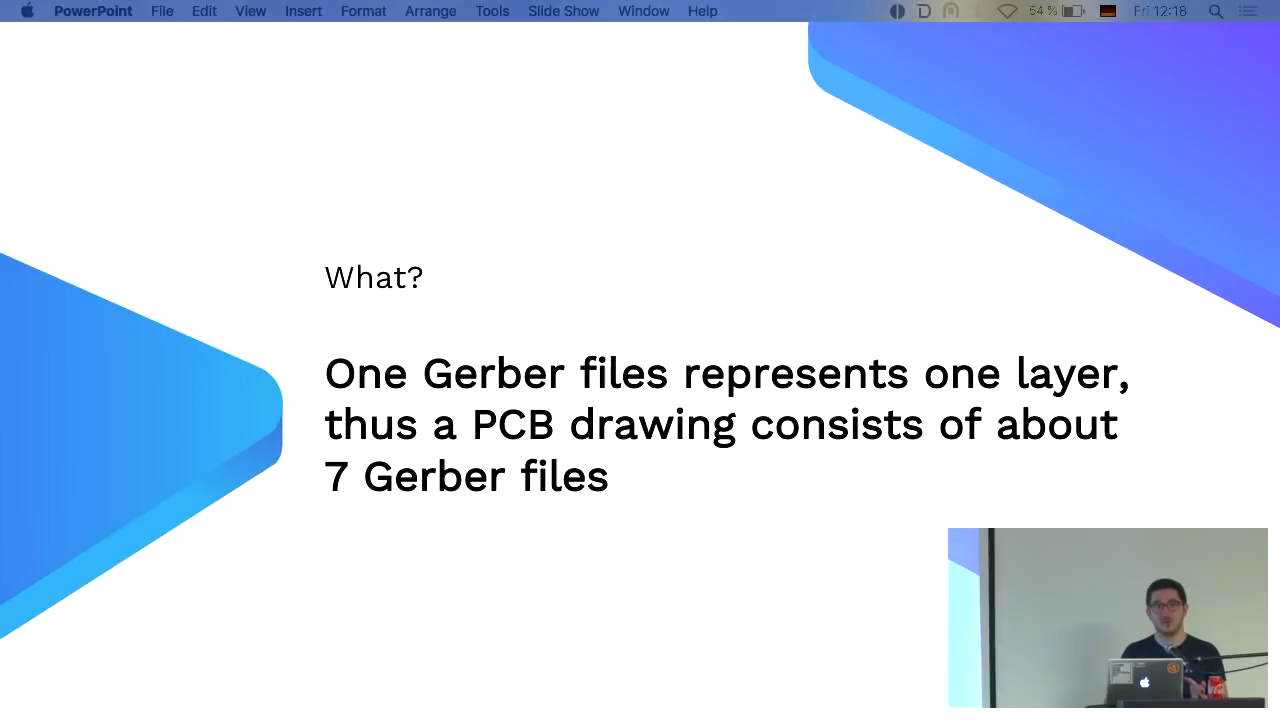 PowerPoint File Edit View Insert Format Arrange Tools Slide Show Window Help 54 % Fri 12:18
What?
One Gerber files represents one layer,
thus a PCB drawing consists of about
7 Gerber files